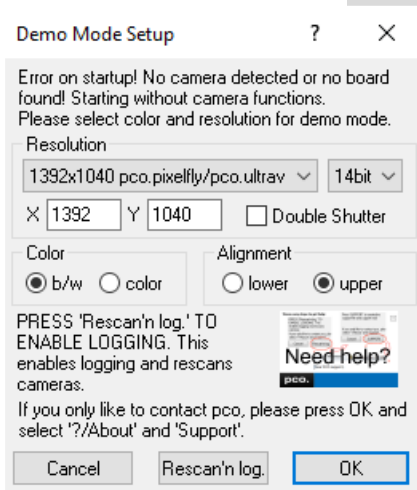 Demo Mode Setup ? ×
Error on startup! No camera detected or no board
found! Starting without camera functions.
Please select color and resolution for demo mode.
Resolution
1392x1040 pco.pixelfly/pco.ultrav 14bit
X 1392 Y 1040 Double Shutter
Color Alignment
b/w color lower upper
PRESS 'Rescan'n log.' TO
ENABLE LOGGING. This
enables logging and rescans
cameras.
Need help?
pco.
If you only like to contact pco, please press OK and
select '?/About' and 'Support'.
Cancel Rescan'n log. OK